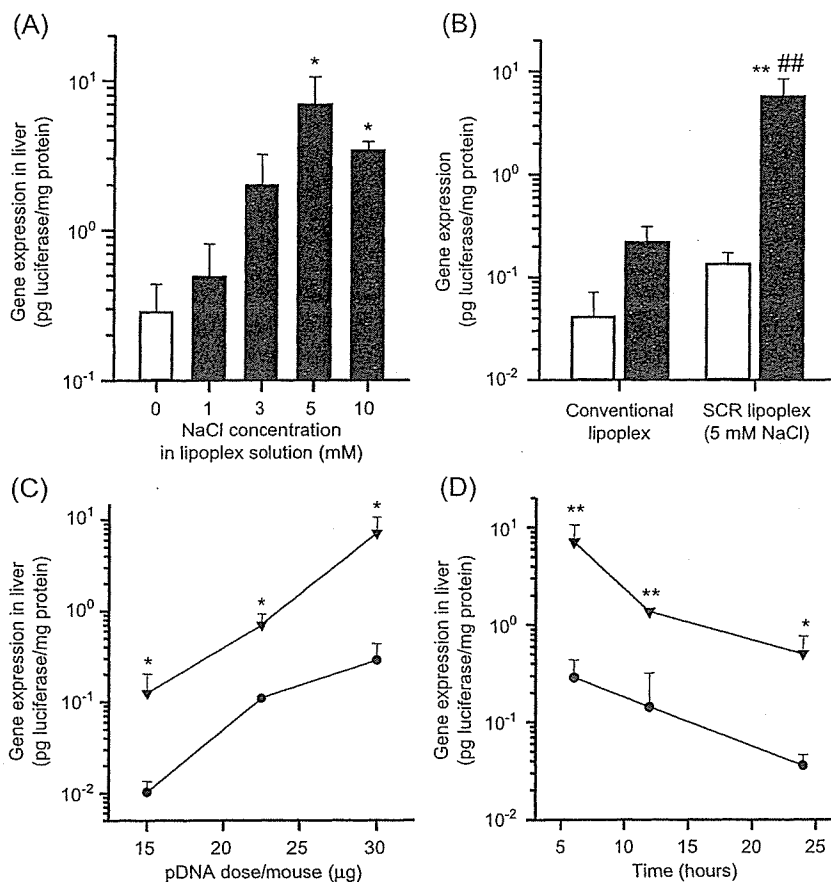 (A)
Gene expression in liver
(pg luciferase/mg protein)
10^1
10^0
10^-1
*
*
0 1 3 5 10
NaCl concentration
in lipoplex solution (mM)
(B)
Gene expression
(pg luciferase/mg protein)
10^1
10^0
10^-1
10^-2
** ##
Conventional
lipoplex
SCR lipoplex
(5 mM NaCl)
(C)
Gene expression in liver
(pg luciferase/mg protein)
10^1
10^0
10^-1
10^-2
*
*
*
15 20 25 30
pDNA dose/mouse (μg)
(D)
Gene expression in liver
(pg luciferase/mg protein)
10^1
10^0
10^-1
10^-2
**
**
*
5 10 15 20 25
Time (hours)